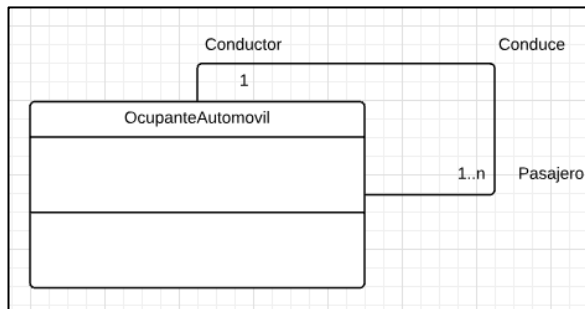 Conductor
Conduce
1
OcupanteAutomovil
1..n
Pasajero